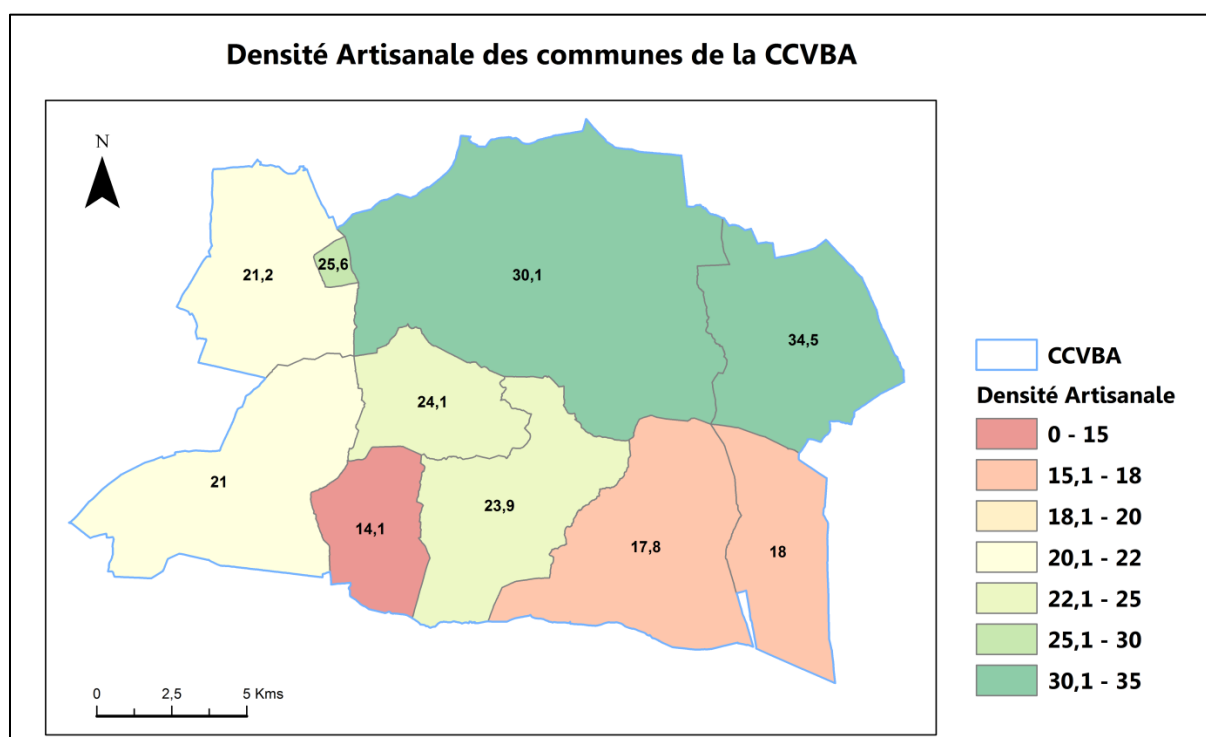 Densité Artisanale des communes de la CCVBA
N
21,2
25,6
30,1
34,5
24,1
21
23,9
14,1
17,8
18
0 2,5 5 Kms
CCVBA
Densité Artisanale
0 - 15
15,1 - 18
18,1 - 20
20,1 - 22
22,1 - 25
25,1 - 30
30,1 - 35